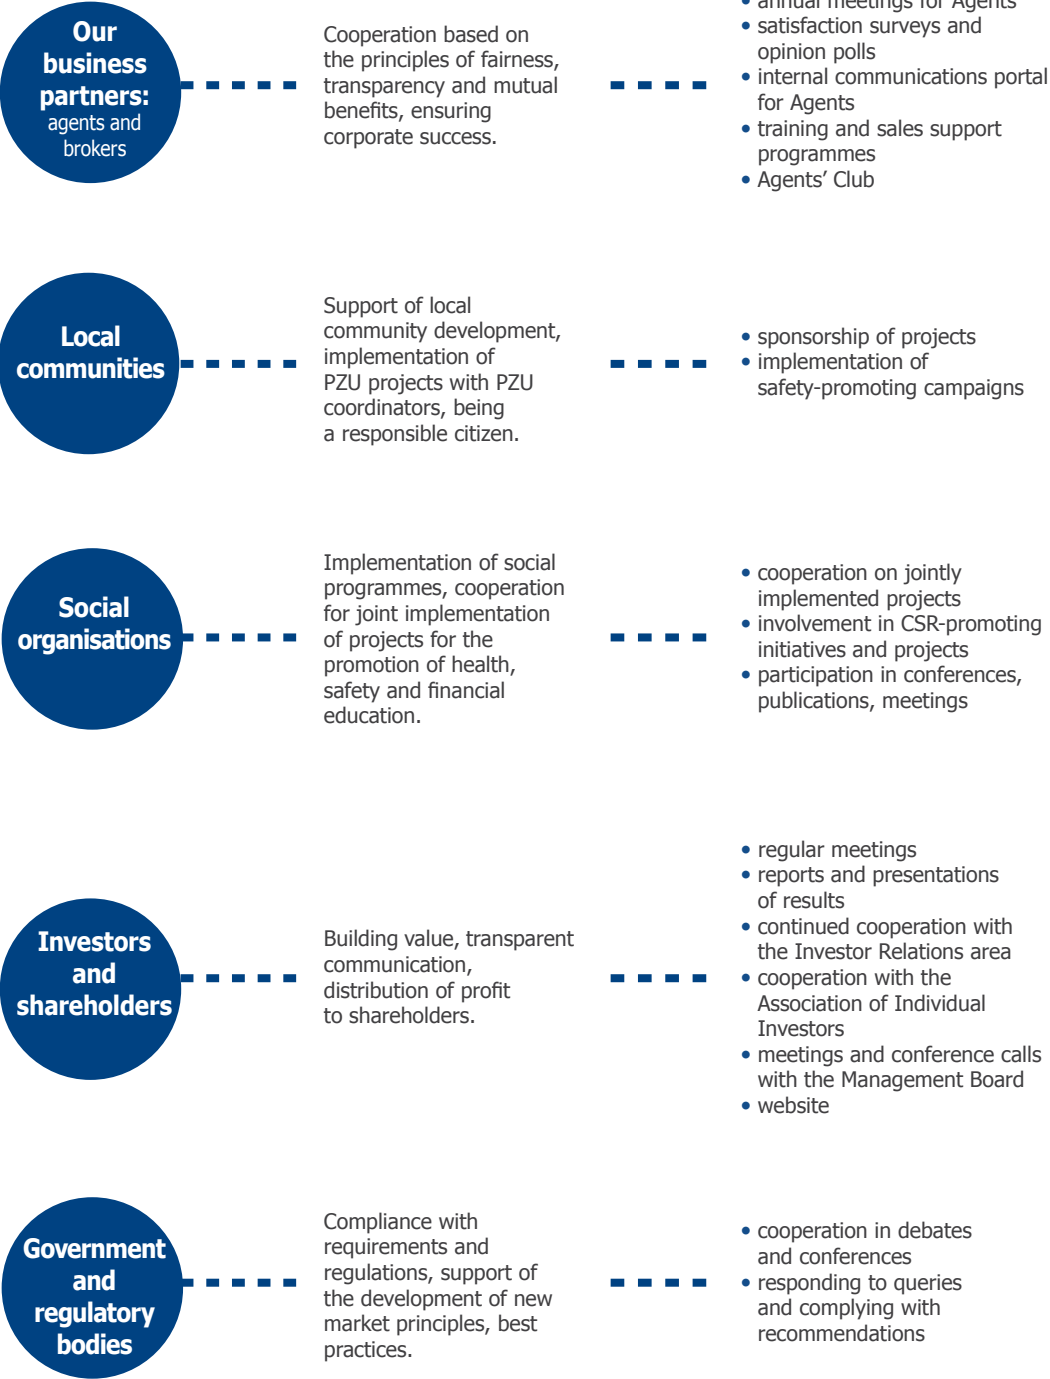 Our
business
partners:
agents and
brokers
Cooperation based on
the principles of fairness,
transparency and mutual
benefits, ensuring
corporate success.
• annual meetings for Agents
• satisfaction surveys and
opinion polls
• internal communications portal
for Agents
• training and sales support
programmes
• Agents’ Club
Local
communities
Support of local
community development,
implementation of
PZU projects with PZU
coordinators, being
a responsible citizen.
• sponsorship of projects
• implementation of
safety-promoting campaigns
Social
organisations
Implementation of social
programmes, cooperation
for joint implementation
of projects for the
promotion of health,
safety and financial
education.
• cooperation on jointly
implemented projects
• involvement in CSR-promoting
initiatives and projects
• participation in conferences,
publications, meetings
Investors
and
shareholders
Building value, transparent
communication,
distribution of profit
to shareholders.
• regular meetings
• reports and presentations
of results
• continued cooperation with
the Investor Relations area
• cooperation with the
Association of Individual
Investors
• meetings and conference calls
with the Management Board
• website
Government
and
regulatory
bodies
Compliance with
requirements and
regulations, support of
the development of new
market principles, best
practices.
• cooperation in debates
and conferences
• responding to queries
and complying with
recommendations